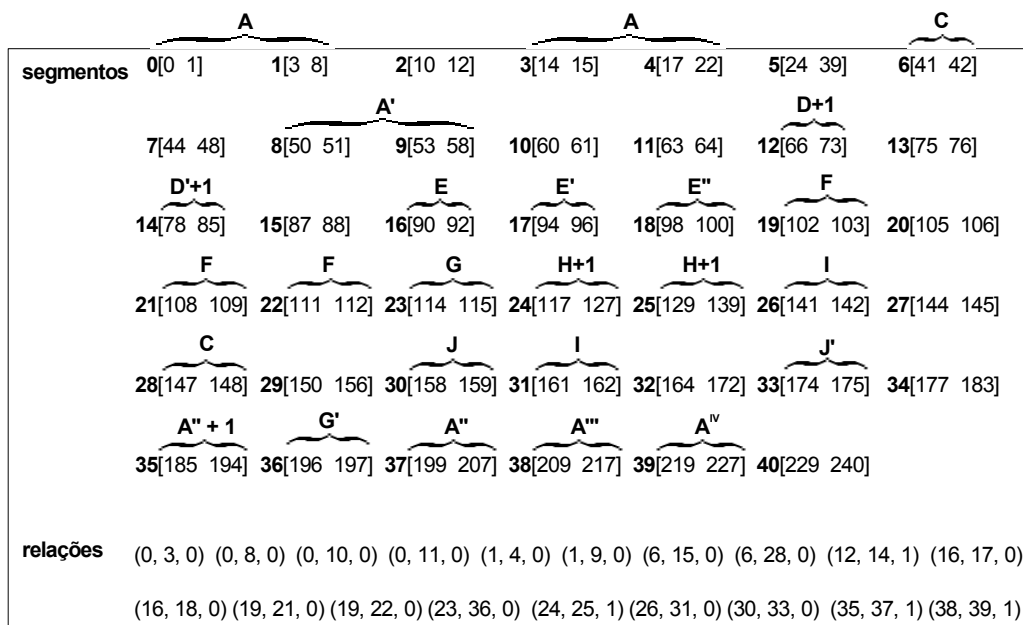 A A C
segmentos 0[0 1] 1[3 8] 2[10 12] 3[14 15] 4[17 22] 5[24 39] 6[41 42]
A' D+1
7[44 48] 8[50 51] 9[53 58] 10[60 61] 11[63 64] 12[66 73] 13[75 76]
D'+1 E E' E'' F
14[78 85] 15[87 88] 16[90 92] 17[94 96] 18[98 100] 19[102 103] 20[105 106]
F F G H+1 H+1 I
21[108 109] 22[111 112] 23[114 115] 24[117 127] 25[129 139] 26[141 142] 27[144 145]
C J I J'
28[147 148] 29[150 156] 30[158 159] 31[161 162] 32[164 172] 33[174 175] 34[177 183]
A'' + 1 G' A'' A''' A^IV
35[185 194] 36[196 197] 37[199 207] 38[209 217] 39[219 227] 40[229 240]
relações (0, 3, 0) (0, 8, 0) (0, 10, 0) (0, 11, 0) (1, 4, 0) (1, 9, 0) (6, 15, 0) (6, 28, 0) (12, 14, 1) (16, 17, 0)
(16, 18, 0) (19, 21, 0) (19, 22, 0) (23, 36, 0) (24, 25, 1) (26, 31, 0) (30, 33, 0) (35, 37, 1) (38, 39, 1)